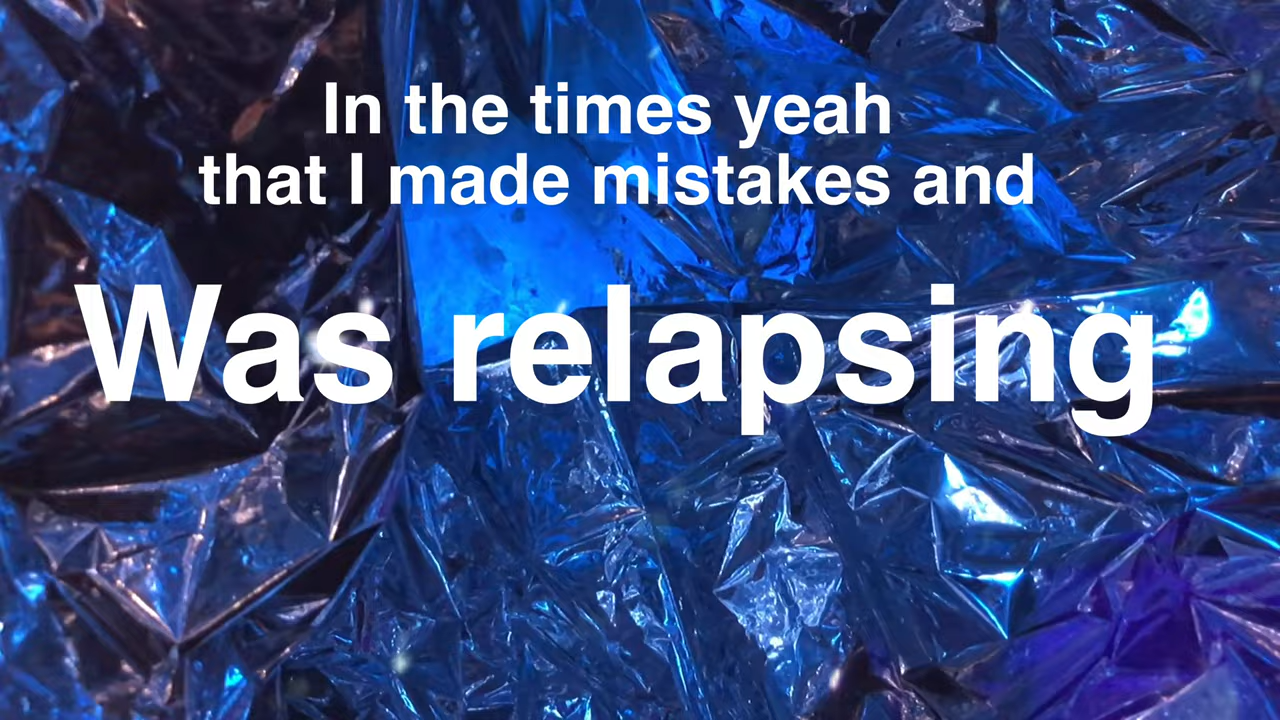 In the times yeah
that I made mistakes and
Was relapsing